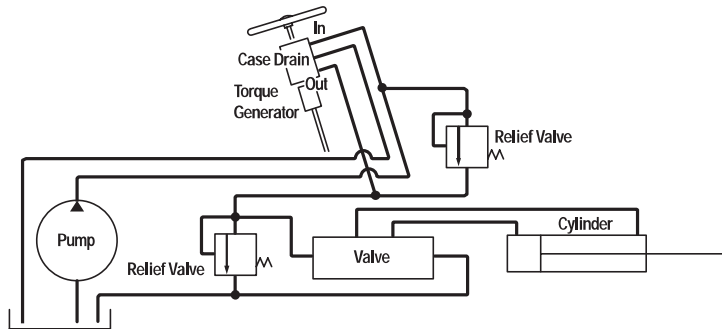 In
Case Drain
Out
Torque
Generator
Relief Valve
Cylinder
Pump
Relief Valve
Valve